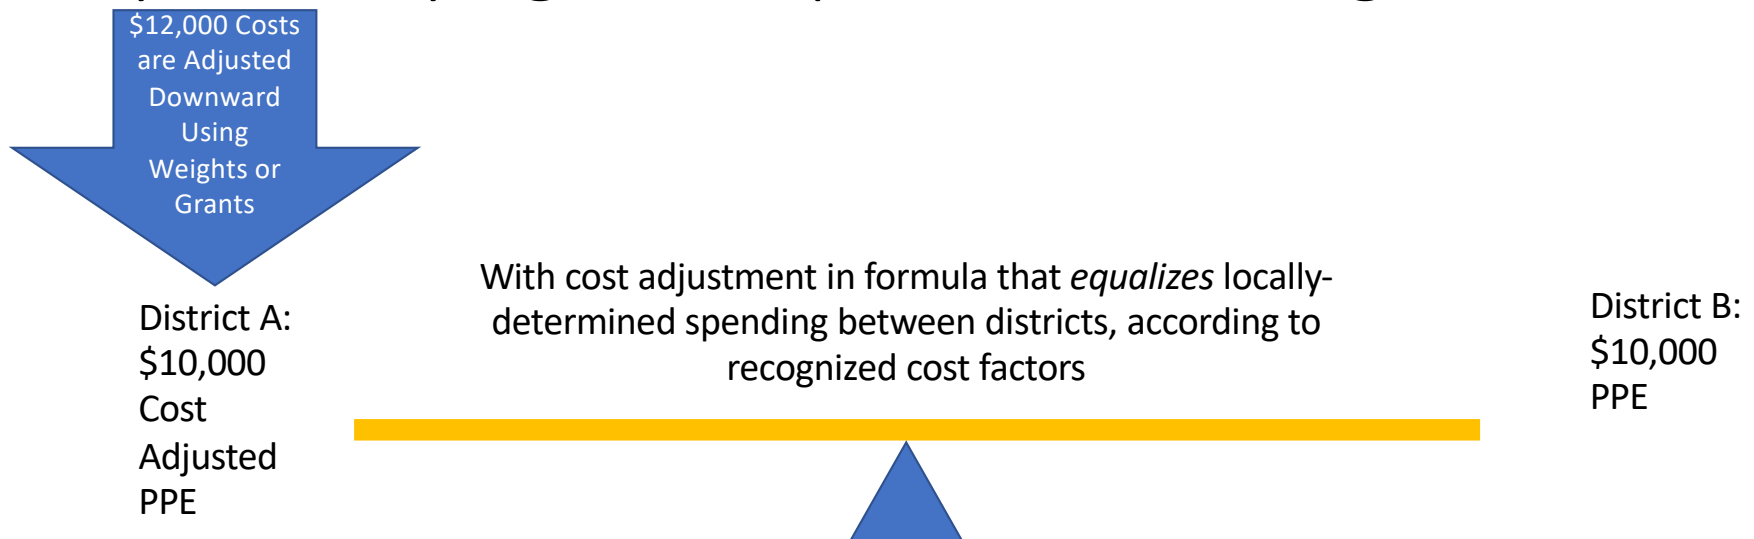 $12,000 Costs
are Adjusted
Downward
Using
Weights or
Grants
With cost adjustment in formula that equalizes locally-
determined spending between districts, according to
recognized cost factors
District A:
$10,000
Cost
Adjusted
PPE
District B:
$10,000
PPE